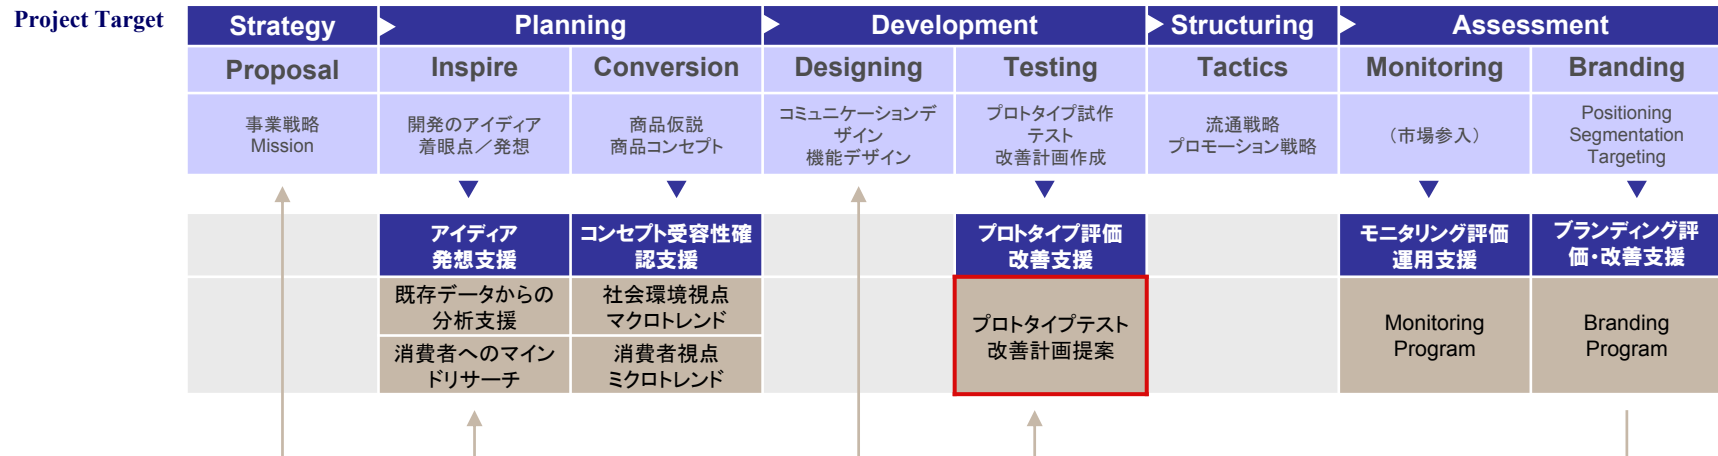 Project Target
Strategy
Planning
Development
Structuring
Assessment
Proposal
Inspire
Conversion
Designing
Testing
Tactics
Monitoring
Branding
事業戦略
Mission
開発のアイディア
着眼点／発想
商品仮説
商品コンセプト
コミュニケーションデ
ザイン
機能デザイン
プロトタイプ試作
テスト
改善計画作成
流通戦略
プロモーション戦略
（市場参入）
Positioning
Segmentation
Targeting
アイディア
発想支援
コンセプト受容性確
認支援
プロトタイプ評価
改善支援
モニタリング評価
運用支援
ブランディング評
価・改善支援
既存データからの
分析支援
社会環境視点
マクロトレンド
消費者へのマイン
ドリサーチ
消費者視点
ミクロトレンド
プロトタイプテスト
改善計画提案
Monitoring
Program
Branding
Program